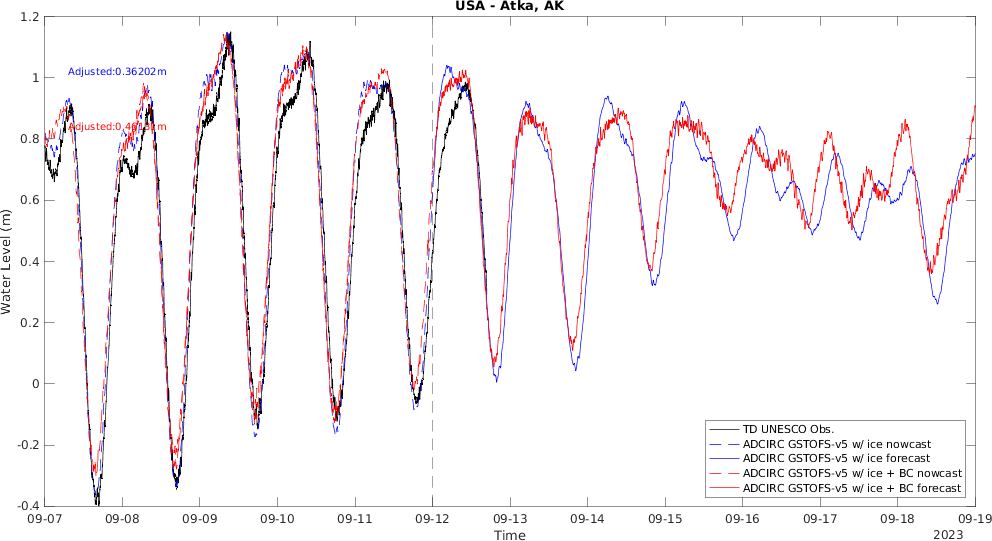 USA - Atka, AK
1.2
1
0.8
0.6
0.4
0.2
0
-0.2
-0.4
Water Level (m)
Adjusted:0.36202m
TD UNESCO Obs.
ADCIRC GSTOFS-v5 w/ ice nowcast
ADCIRC GSTOFS-v5 w/ ice forecast
ADCIRC GSTOFS-v5 w/ ice + BC nowcast
ADCIRC GSTOFS-v5 w/ ice + BC forecast
09-07 09-08 09-09 09-10 09-11 09-12 09-13 09-14 09-15 09-16 09-17 09-18 09-19
Time
2023